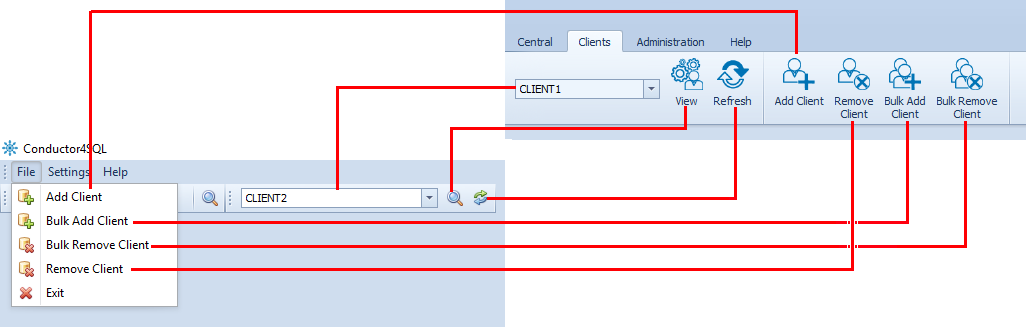 Central Clients Administration Help
CLIENT1
View Refresh Add Client Remove Client Bulk Add Client Bulk Remove Client
Conductor4SQL
File Settings Help
CLIENT2
Add Client
Bulk Add Client
Bulk Remove Client
Remove Client
Exit